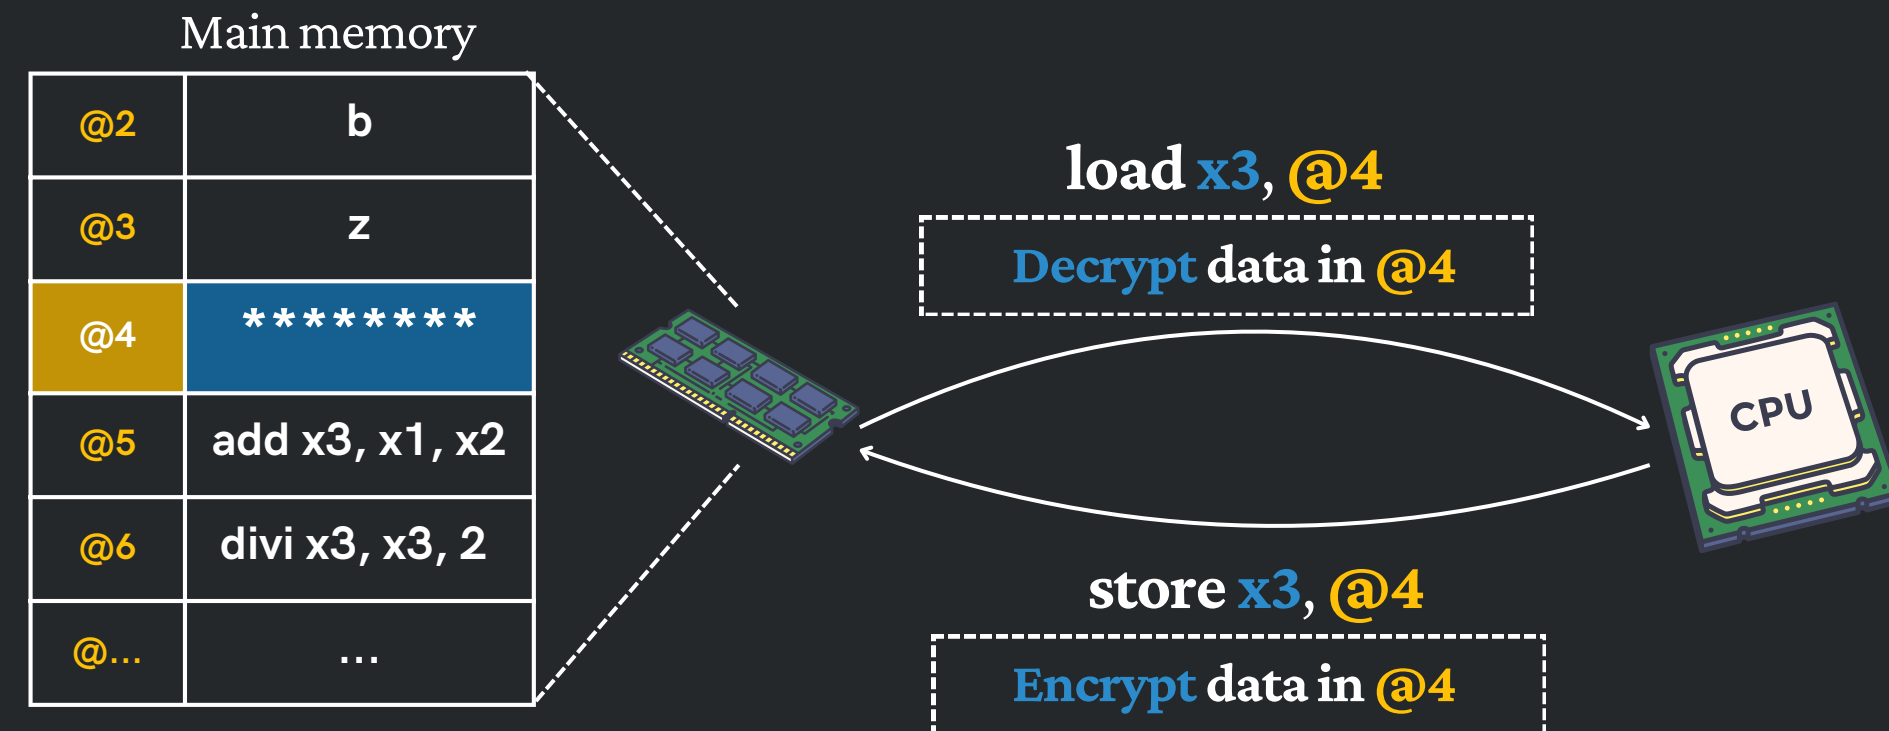 Main memory
@2 b
@3 z
@4 ********
@5 add x3, x1, x2
@6 divi x3, x3, 2
@... ...
load x3, @4
Decrypt data in @4
CPU
store x3, @4
Encrypt data in @4